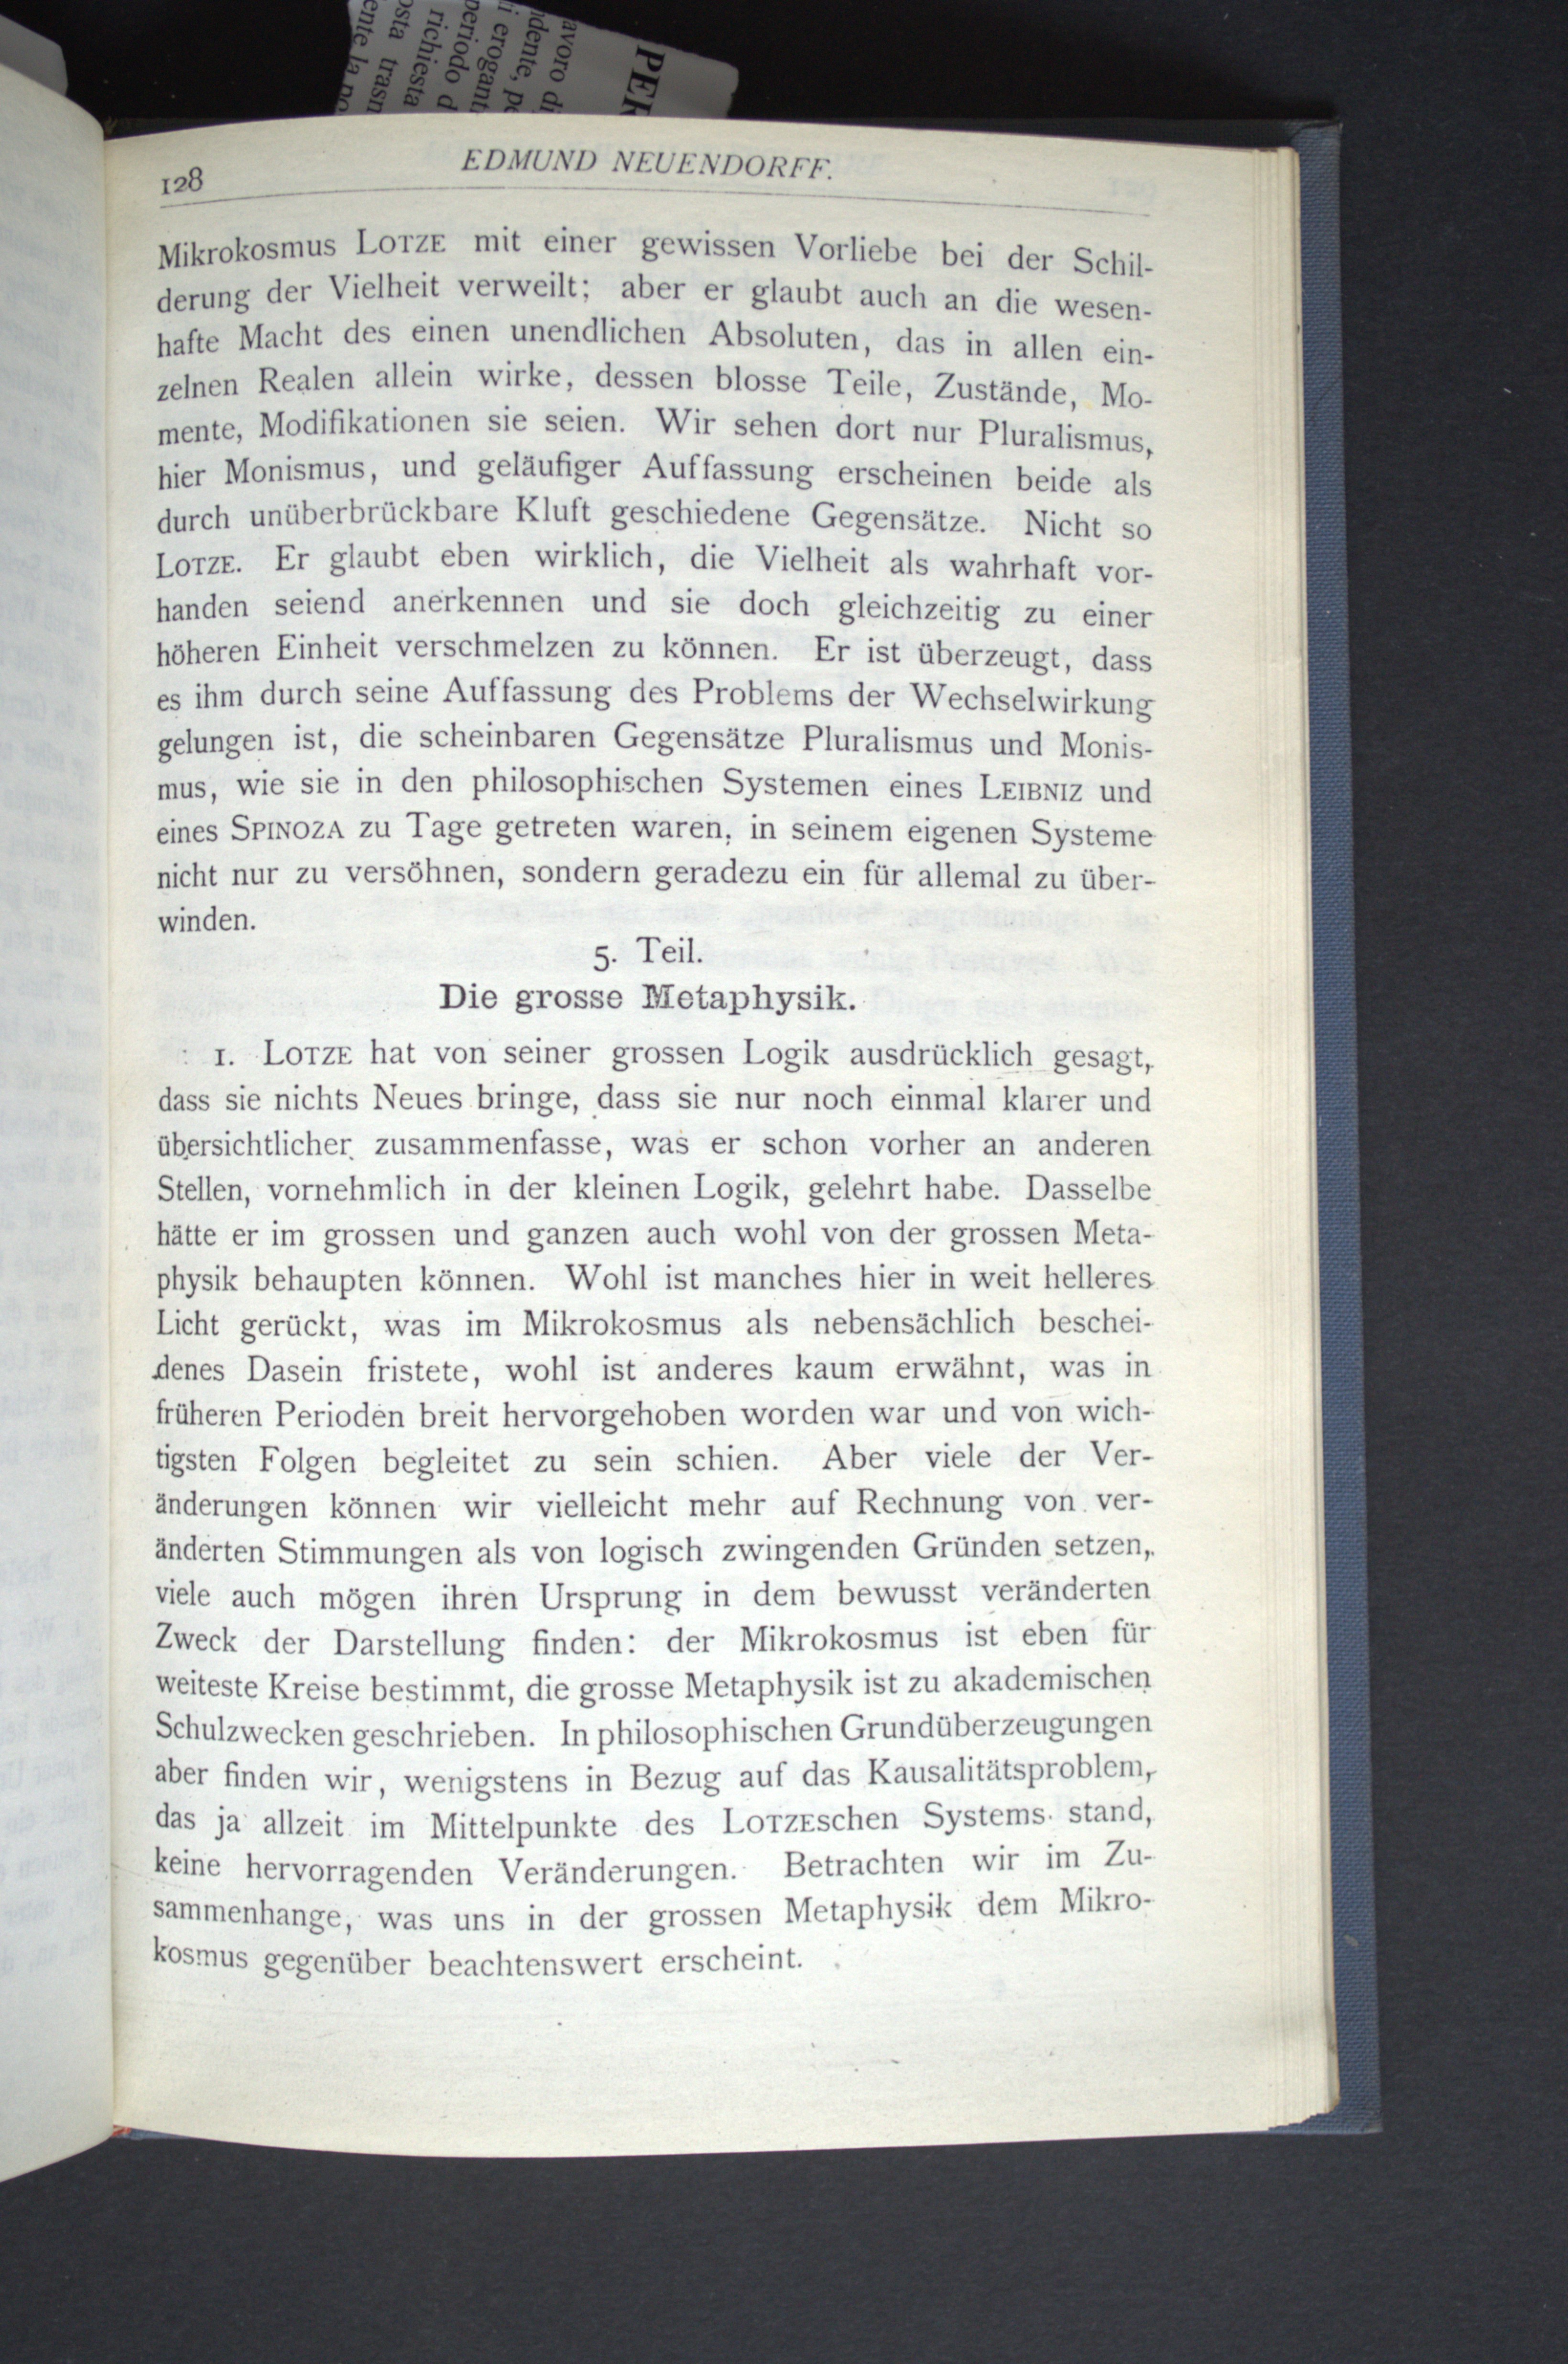 128
EDMUND NEUENDORFF.
Mikrokosmus LOTZE mit einer gewissen Vorliebe bei der Schil-
derung der Vielheit verweilt; aber er glaubt auch an die wesen-
hafte Macht des einen unendlichen Absoluten, das in allen ein-
zelnen Realen allein wirke, dessen blosse Teile, Zustände, Mo-
mente, Modifikationen sie seien. Wir sehen dort nur Pluralismus,
hier Monismus, und geläufiger Auffassung erscheinen beide als
durch unüberbrückbare Kluft geschiedene Gegensätze. Nicht so
LOTZE. Er glaubt eben wirklich, die Vielheit als wahrhaft vor-
handen seiend anerkennen und sie doch gleichzeitig zu einer
höheren Einheit verschmelzen zu können. Er ist überzeugt, dass
es ihm durch seine Auffassung des Problems der Wechselwirkung
gelungen ist, die scheinbaren Gegensätze Pluralismus und Monis-
mus, wie sie in den philosophischen Systemen eines LEIBNIZ und
eines SPINOZA zu Tage getreten waren, in seinem eigenen Systeme
nicht nur zu versöhnen, sondern geradezu ein für allemal zu über-
winden.
5. Teil.
Die grosse Metaphysik.
1. LOTZE hat von seiner grossen Logik ausdrücklich gesagt,
dass sie nichts Neues bringe, dass sie nur noch einmal klarer und
übersichtlicher zusammenfasse, was er schon vorher an anderen
Stellen, vornehmlich in der kleinen Logik, gelehrt habe. Dasselbe
hätte er im grossen und ganzen auch wohl von der grossen Meta-
physik behaupten können. Wohl ist manches hier in weit helleres
Licht gerückt, was im Mikrokosmus als nebensächlich beschei-
denes Dasein fristete, wohl ist anderes kaum erwähnt, was in
früheren Perioden breit hervorgehoben worden war und von wich-
tigsten Folgen begleitet zu sein schien. Aber viele der Ver-
änderungen können wir vielleicht mehr auf Rechnung von ver-
änderten Stimmungen als von logisch zwingenden Gründen setzen,
viele auch mögen ihren Ursprung in dem bewusst veränderten
Zweck der Darstellung finden: der Mikrokosmus ist eben für
weiteste Kreise bestimmt, die grosse Metaphysik ist zu akademischen
Schulzwecken geschrieben. In philosophischen Grundüberzeugungen
aber finden wir, wenigstens in Bezug auf das Kausalitätsproblem,
das ja allzeit im Mittelpunkte des LOTZEschen Systems stand,
keine hervorragenden Veränderungen. Betrachten wir im Zu-
sammenhange, was uns in der grossen Metaphysik dem Mikro-
kosmus gegenüber beachtenswert erscheint.